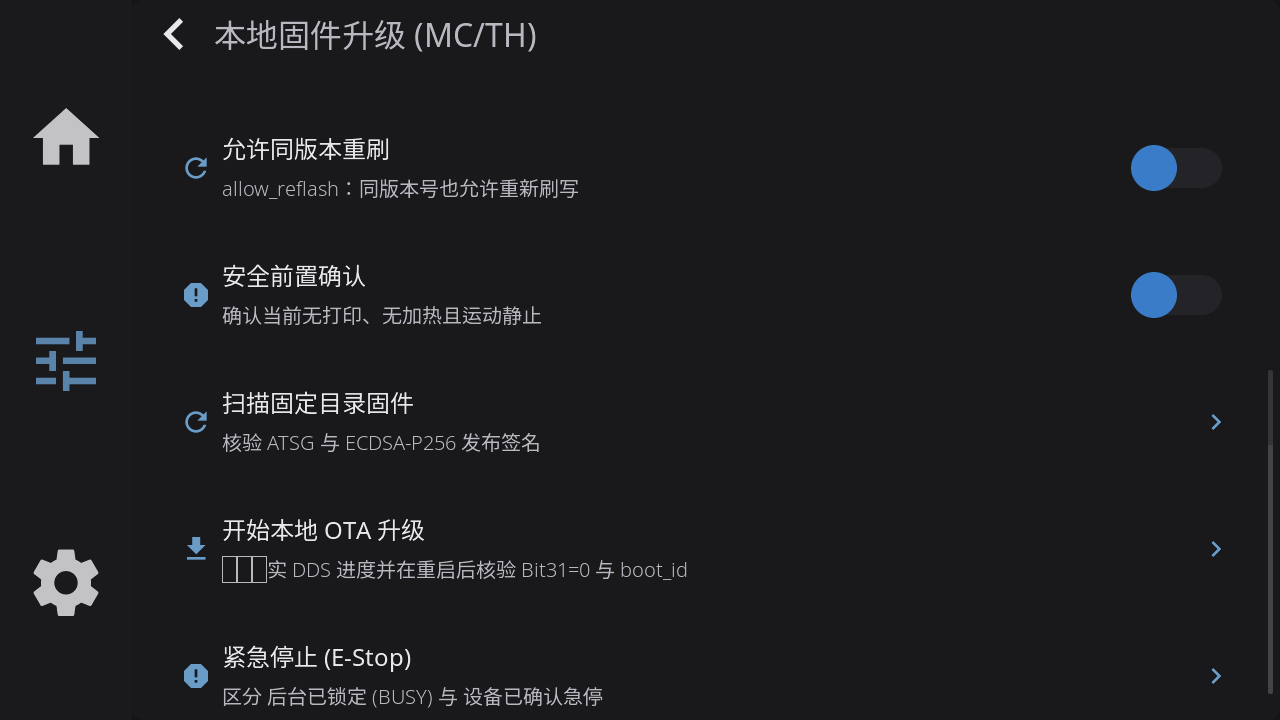 本地固件升级 (MC/TH)
允许同版本重刷
allow_reflash：同版本号也允许重新刷写
安全前置确认
确认当前无打印、无加热且运动静止
扫描固定目录固件
核验 ATSG 与 ECDSA-P256 发布签名
开始本地 OTA 升级
□□□实 DDS 进度并在重启后核验 Bit31=0 与 boot_id
紧急停止 (E-Stop)
区分 后台已锁定 (BUSY) 与 设备已确认急停